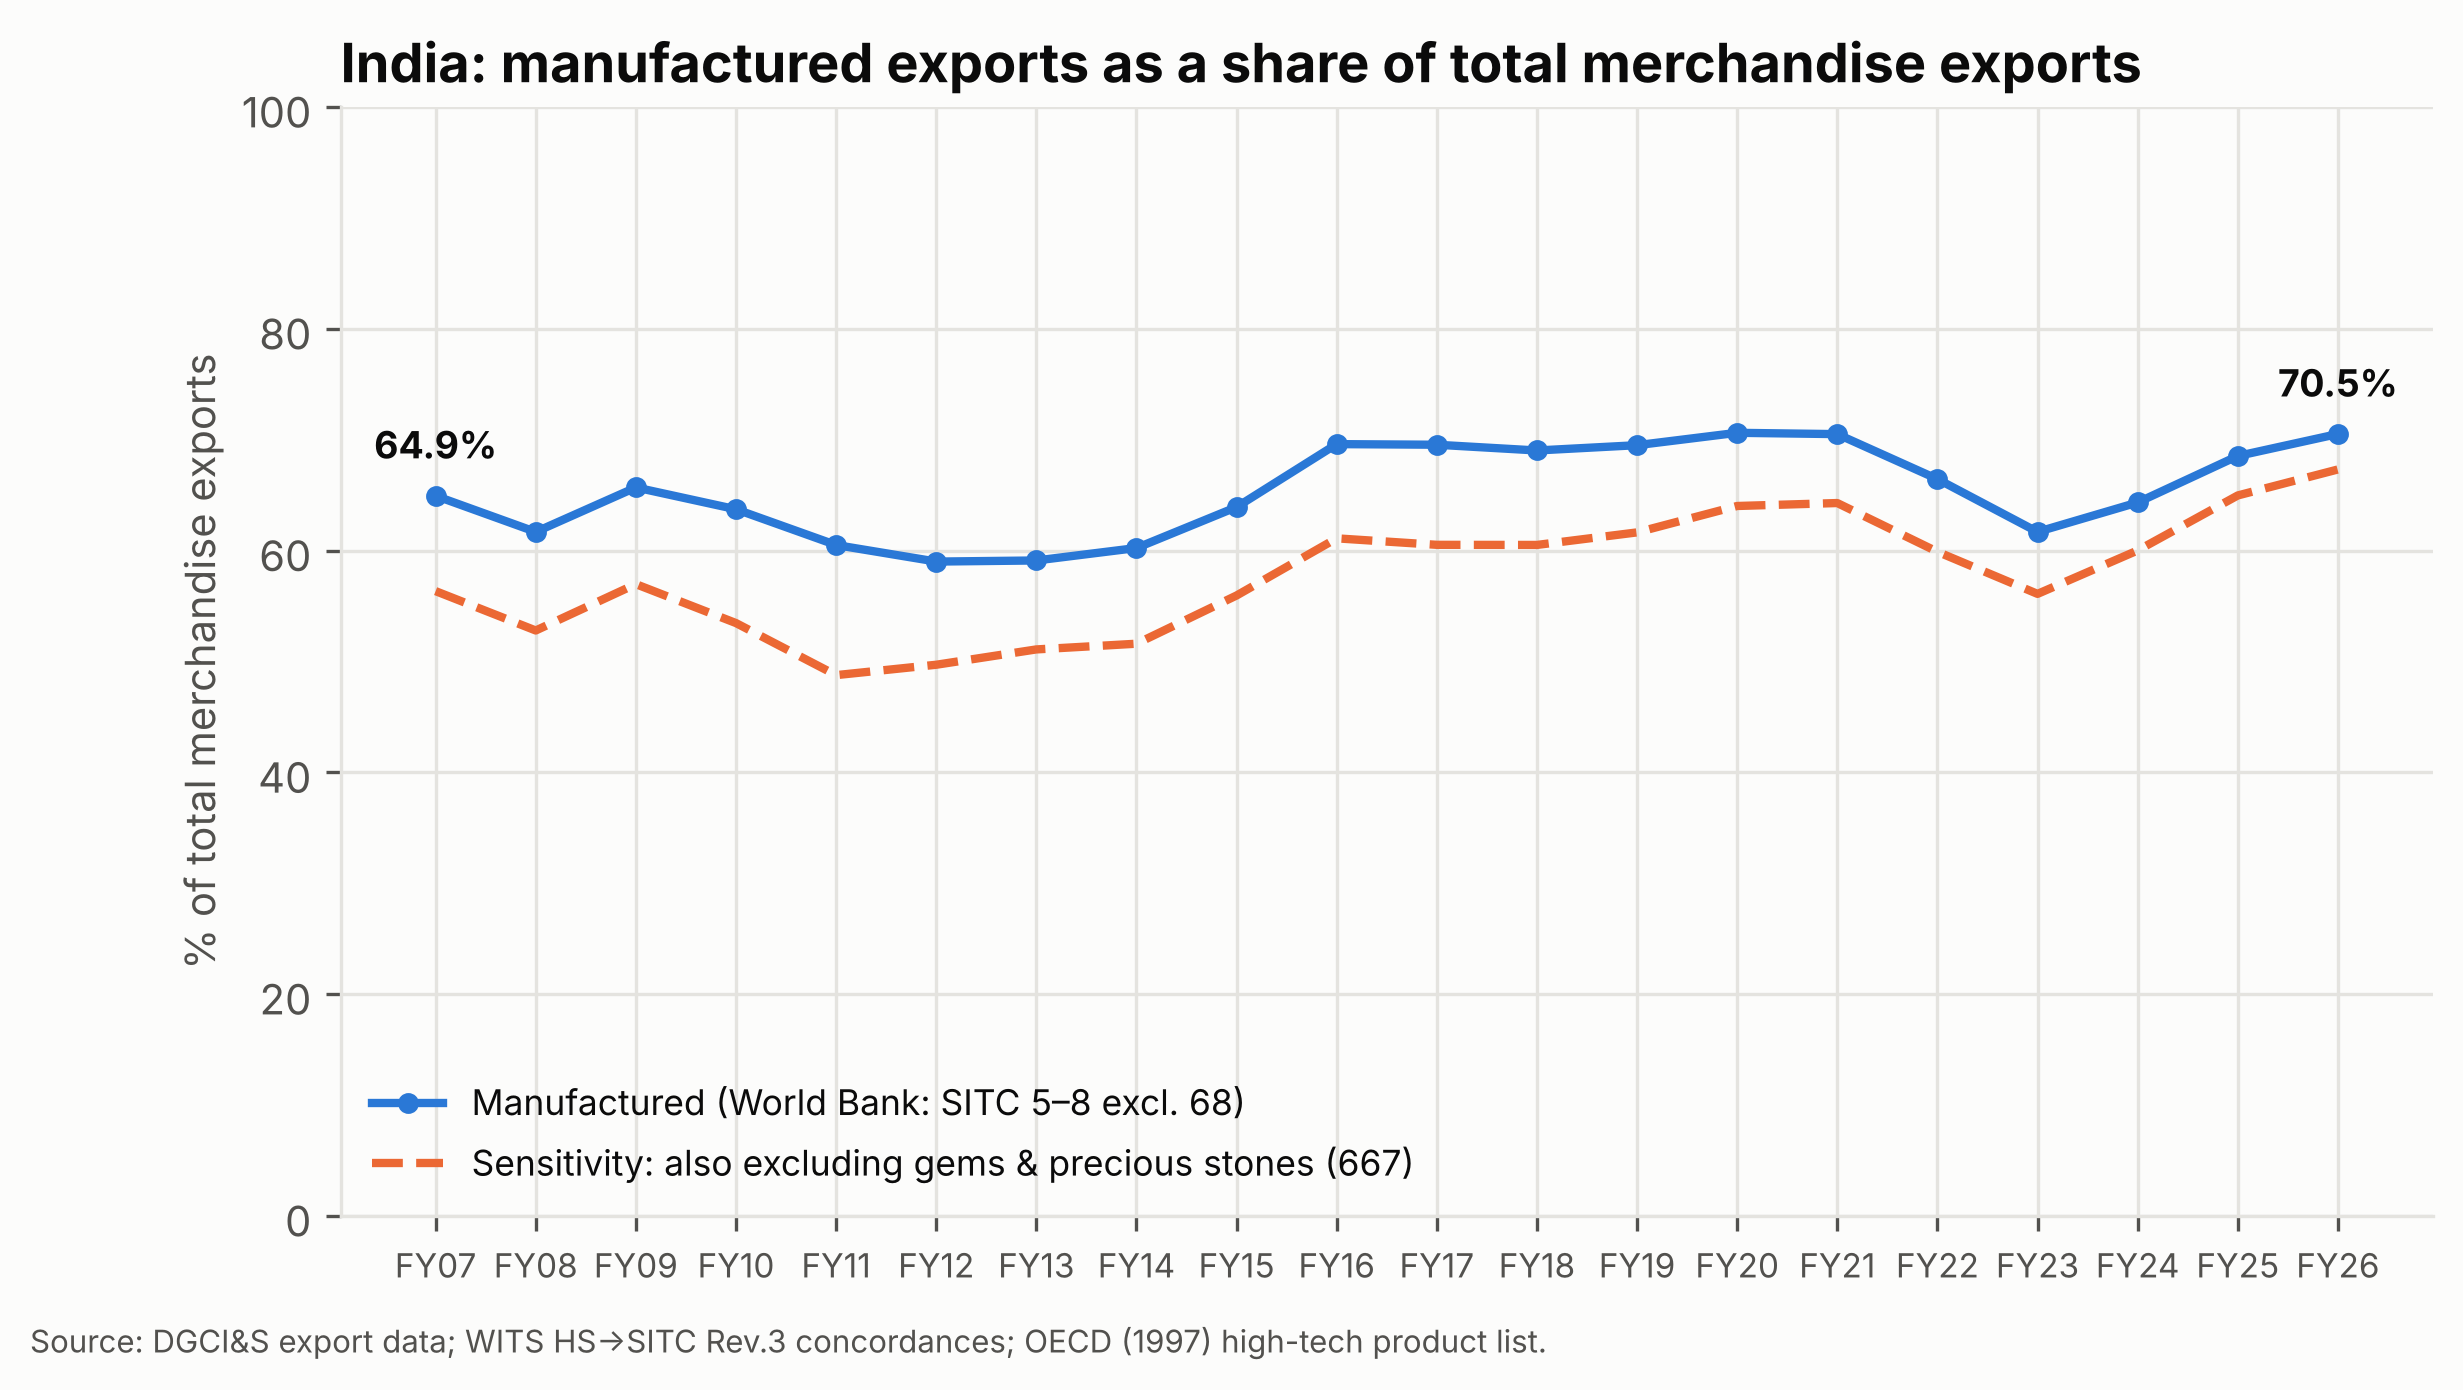 India: manufactured exports as a share of total merchandise exports
% of total merchandise exports
100
80
60
40
20
0
64.9%
70.5%
Manufactured (World Bank: SITC 5–8 excl. 68)
Sensitivity: also excluding gems & precious stones (667)
FY07 FY08 FY09 FY10 FY11 FY12 FY13 FY14 FY15 FY16 FY17 FY18 FY19 FY20 FY21 FY22 FY23 FY24 FY25 FY26
Source: DGCI&S export data; WITS HS→SITC Rev.3 concordances; OECD (1997) high-tech product list.